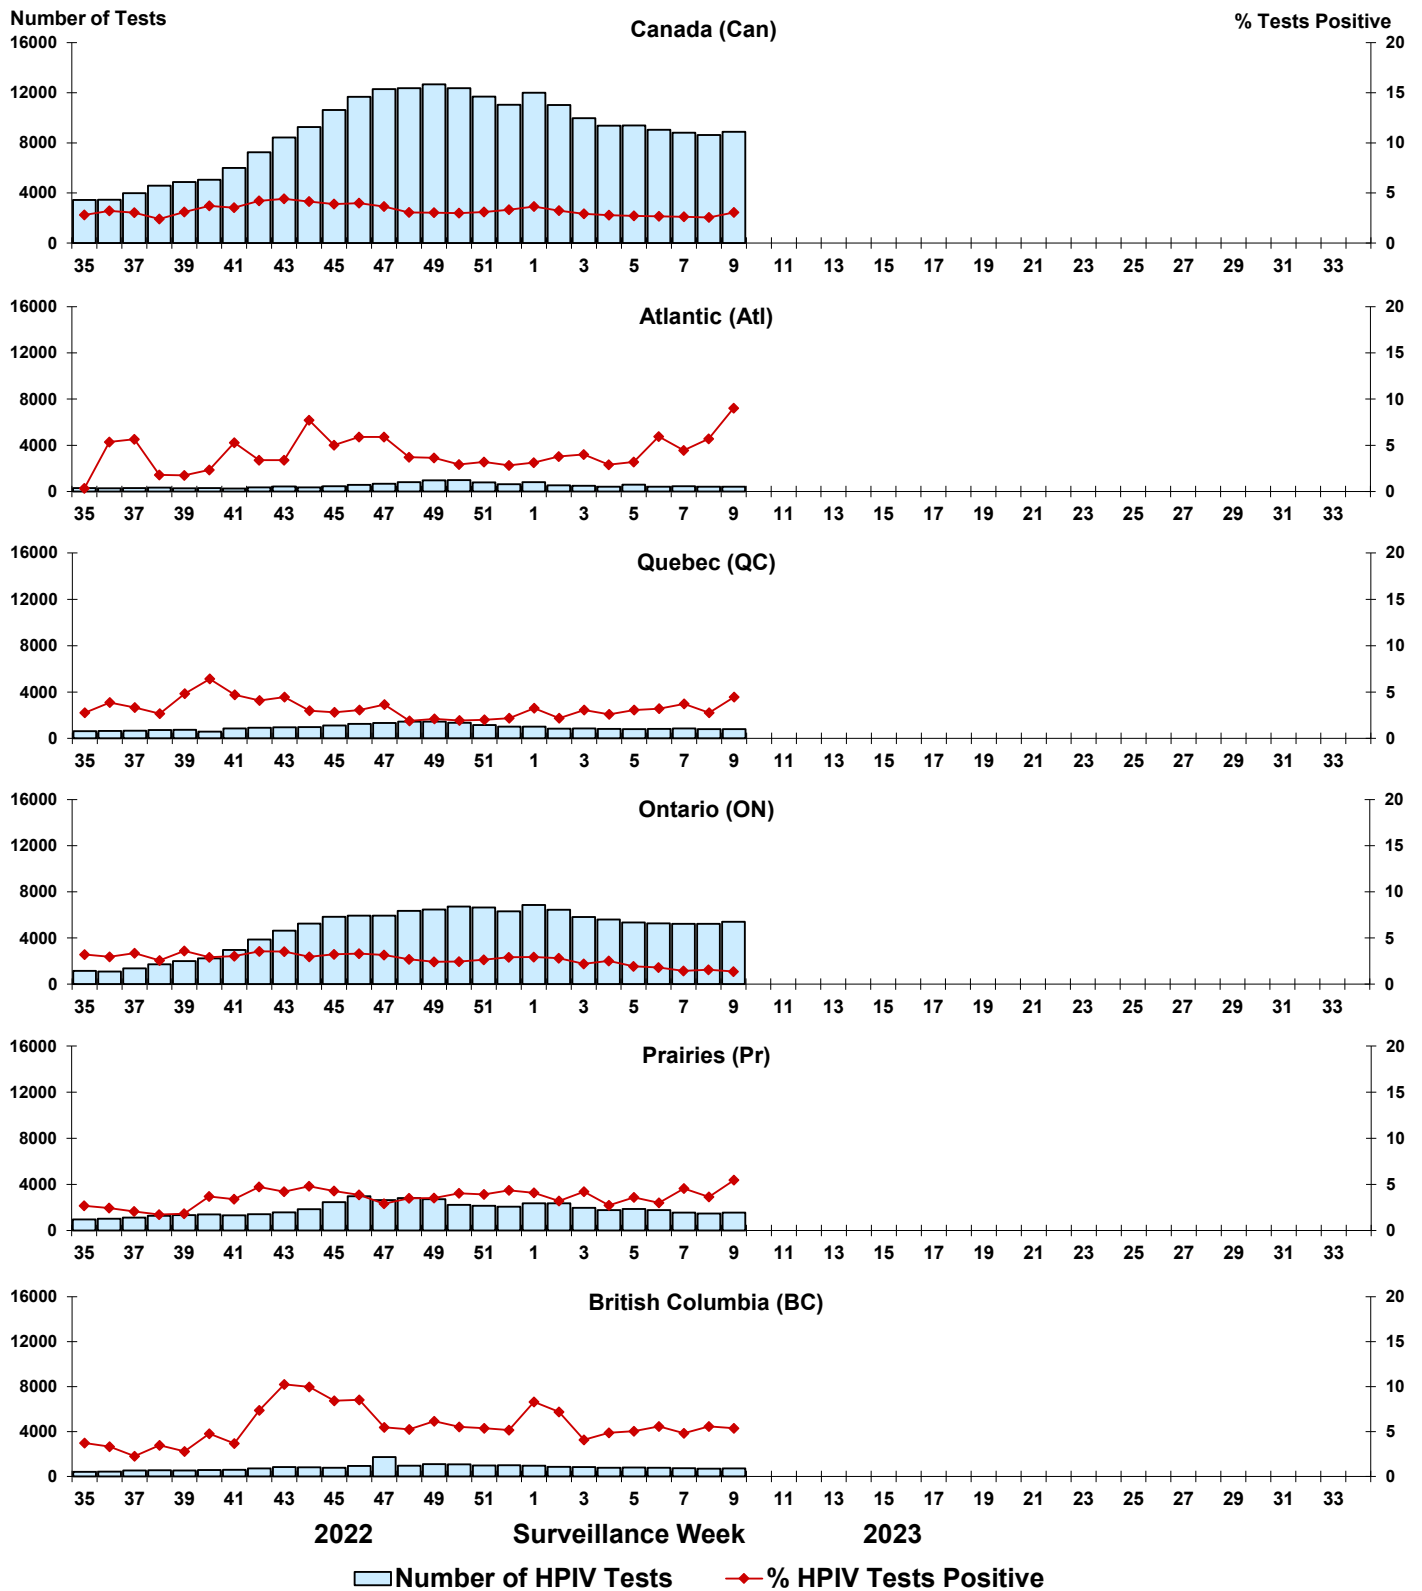 Number of Tests
Canada (Can)
% Tests Positive
16000 20
12000 15
8000 10
4000 5
0 0
35 37 39 41 43 45 47 49 51 1 3 5 7 9 11 13 15 17 19 21 23 25 27 29 31 33
Atlantic (Atl)
16000 20
12000 15
8000 10
4000 5
0 0
35 37 39 41 43 45 47 49 51 1 3 5 7 9 11 13 15 17 19 21 23 25 27 29 31 33
Quebec (QC)
16000 20
12000 15
8000 10
4000 5
0 0
35 37 39 41 43 45 47 49 51 1 3 5 7 9 11 13 15 17 19 21 23 25 27 29 31 33
Ontario (ON)
16000 20
12000 15
8000 10
4000 5
0 0
35 37 39 41 43 45 47 49 51 1 3 5 7 9 11 13 15 17 19 21 23 25 27 29 31 33
Prairies (Pr)
16000 20
12000 15
8000 10
4000 5
0 0
35 37 39 41 43 45 47 49 51 1 3 5 7 9 11 13 15 17 19 21 23 25 27 29 31 33
British Columbia (BC)
16000 20
12000 15
8000 10
4000 5
0 0
35 37 39 41 43 45 47 49 51 1 3 5 7 9 11 13 15 17 19 21 23 25 27 29 31 33
2022 Surveillance Week 2023
Number of HPIV Tests % HPIV Tests Positive